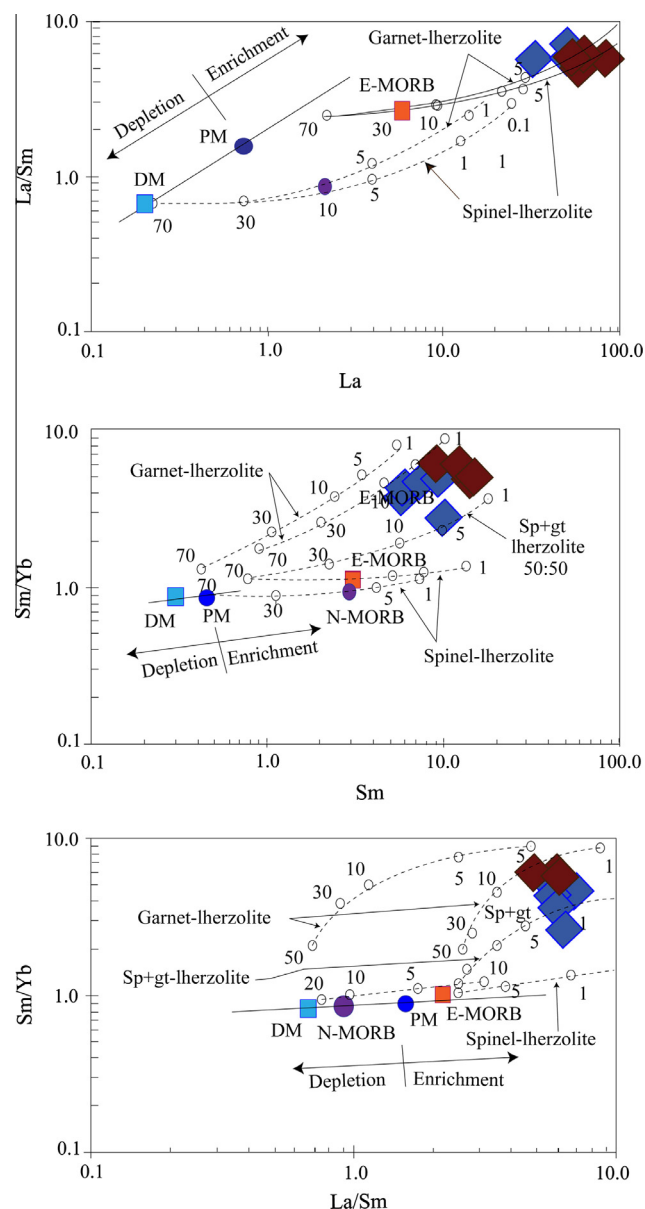 10.0
Garnet-lherzolite
5
Enrichment
E-MORB
Depletion
PM
70
30
10
1
5
0.1
La/Sm
1.0
DM
5
1
1
70
30
10
5
Spinel-lherzolite
0.1
0.1
1.0
10.0
100.0
La
10.0
1
1
Garnet-lherzolite
5
10
E-MORB
10
30
30
10
Sp+gt
lherzolite
50:50
1
5
70
70
70
70
E-MORB
Sm/Yb
1.0
1
DM
PM
30
N-MORB
5
1
Depletion
Enrichment
Spinel-lherzolite
0.1
0.1
1.0
10.0
100.0
Sm
10.0
5
1
10
5
10
30
Sp+gt
Garnet-lherzolite
30
1
5
50
50
Sp+gt-lherzolite
20
10
5
10
Sm/Yb
1.0
5
1
DM
N-MORB
PM
E-MORB
Spinel-lherzolite
Depletion
Enrichment
0.1
0.1
1.0
10.0
La/Sm